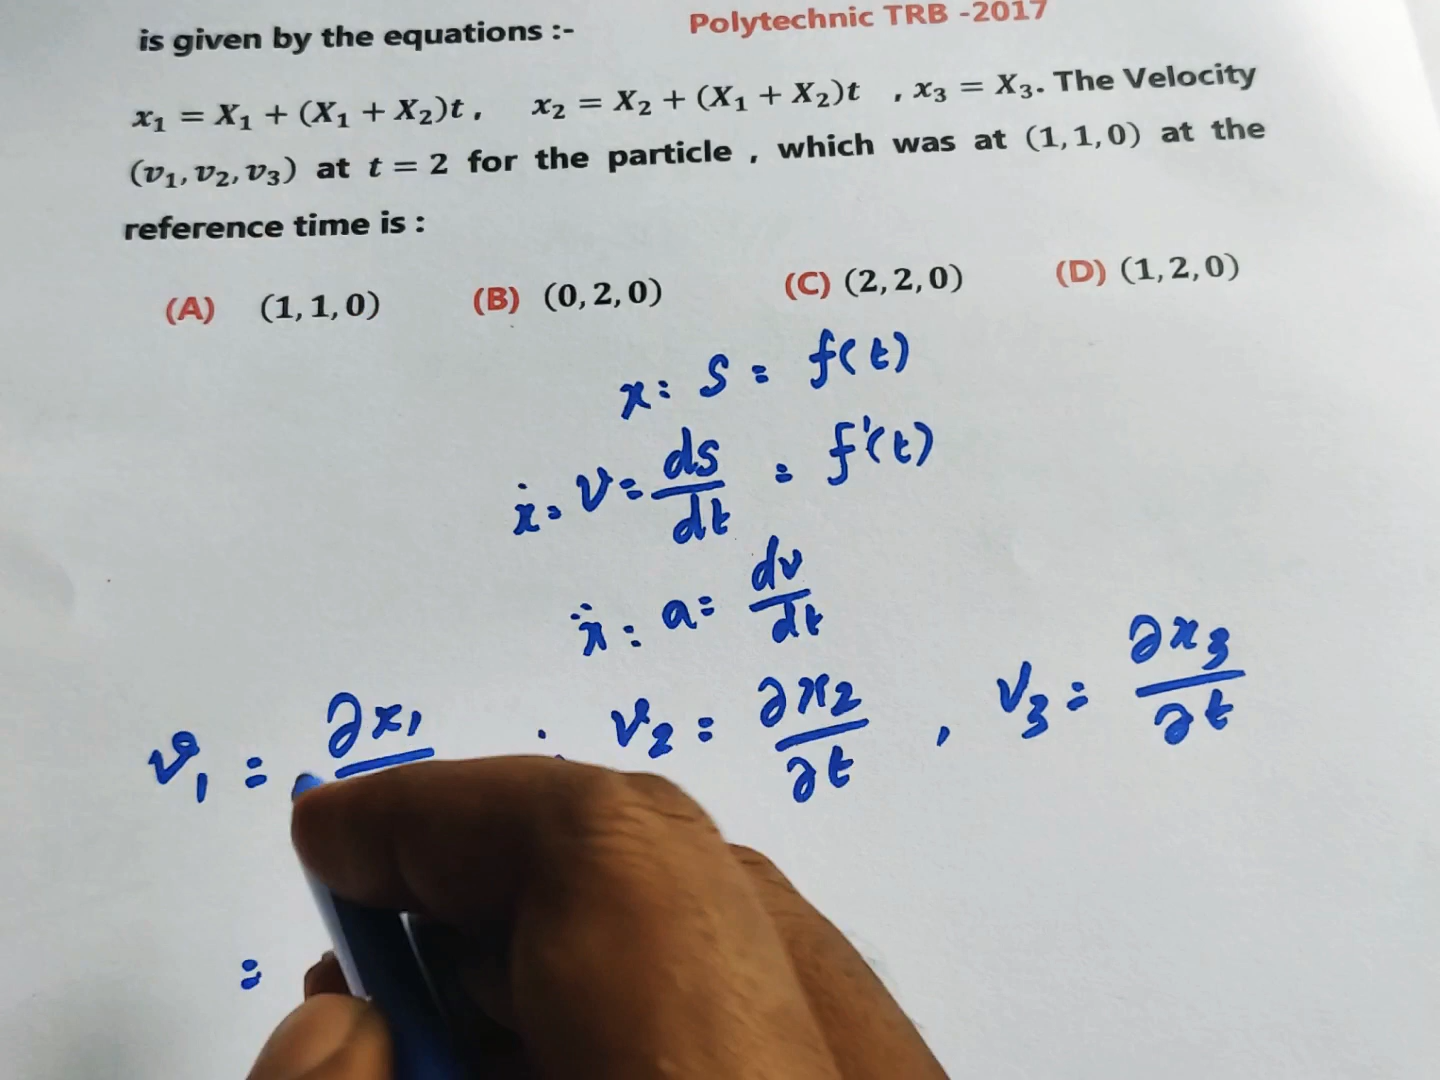 is given by the equations :- Polytechnic TRB -2017
x₁ = X₁ + (X₁ + X₂)t , x₂ = X₂ + (X₁ + X₂)t , x₃ = X₃. The Velocity
(v₁, v₂, v₃) at t = 2 for the particle , which was at (1, 1, 0) at the
reference time is :
(A) (1, 1, 0) (B) (0, 2, 0) (C) (2, 2, 0) (D) (1, 2, 0)
x = S = f(t)
ẋ = v = ds/dt = f'(t)
ẍ = a = dv/dt
v₁ = ∂x₁ , v₂ = ∂x₂/∂t , v₃ = ∂x₃/∂t
=